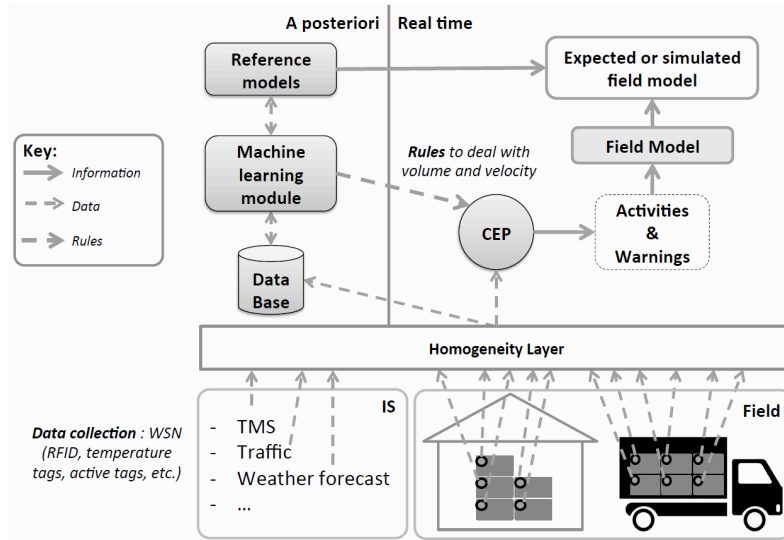 A posteriori
Real time
Reference
models
Expected or simulated
field model
Key:
Information
Data
Rules
Machine
learning
module
Rules to deal with
volume and velocity
Field Model
CEP
Activities
&
Warnings
Data
Base
Homogeneity Layer
IS
Field
Data collection : WSN
(RFID, temperature
tags, active tags, etc.)
- TMS
- Traffic
- Weather forecast
- ...